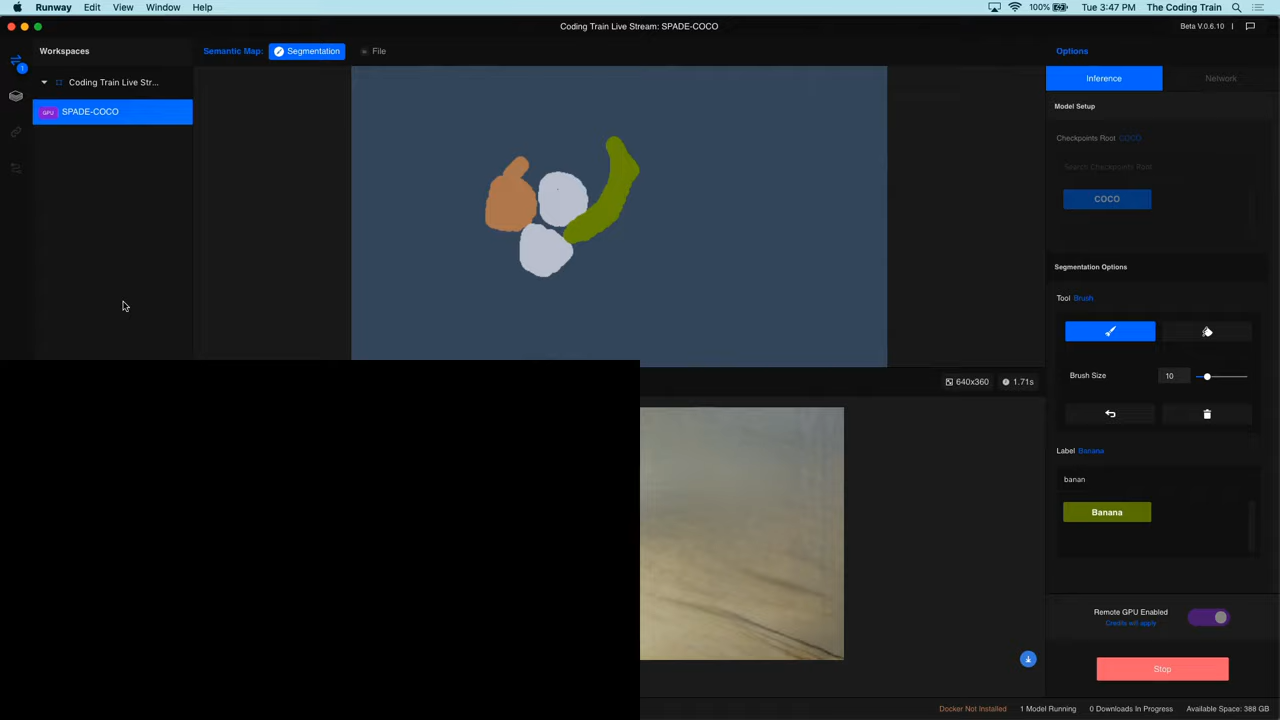 Runway Edit View Window Help
100% Tue 3:47 PM The Coding Train
Coding Train Live Stream: SPADE-COCO
Beta V.0.6.10
Workspaces
Semantic Map: Segmentation File
Options
1
Coding Train Live Str...
Inference Network
GPU SPADE-COCO
Model Setup
Checkpoints Root COCO
Search Checkpoints Root
COCO
Segmentation Options
Tool Brush
Brush Size 10
640x360 1.71s
Label Banana
banan
Banana
Remote GPU Enabled
Credits will apply
Stop
Docker Not Installed 1 Model Running 0 Downloads In Progress Available Space: 388 GB